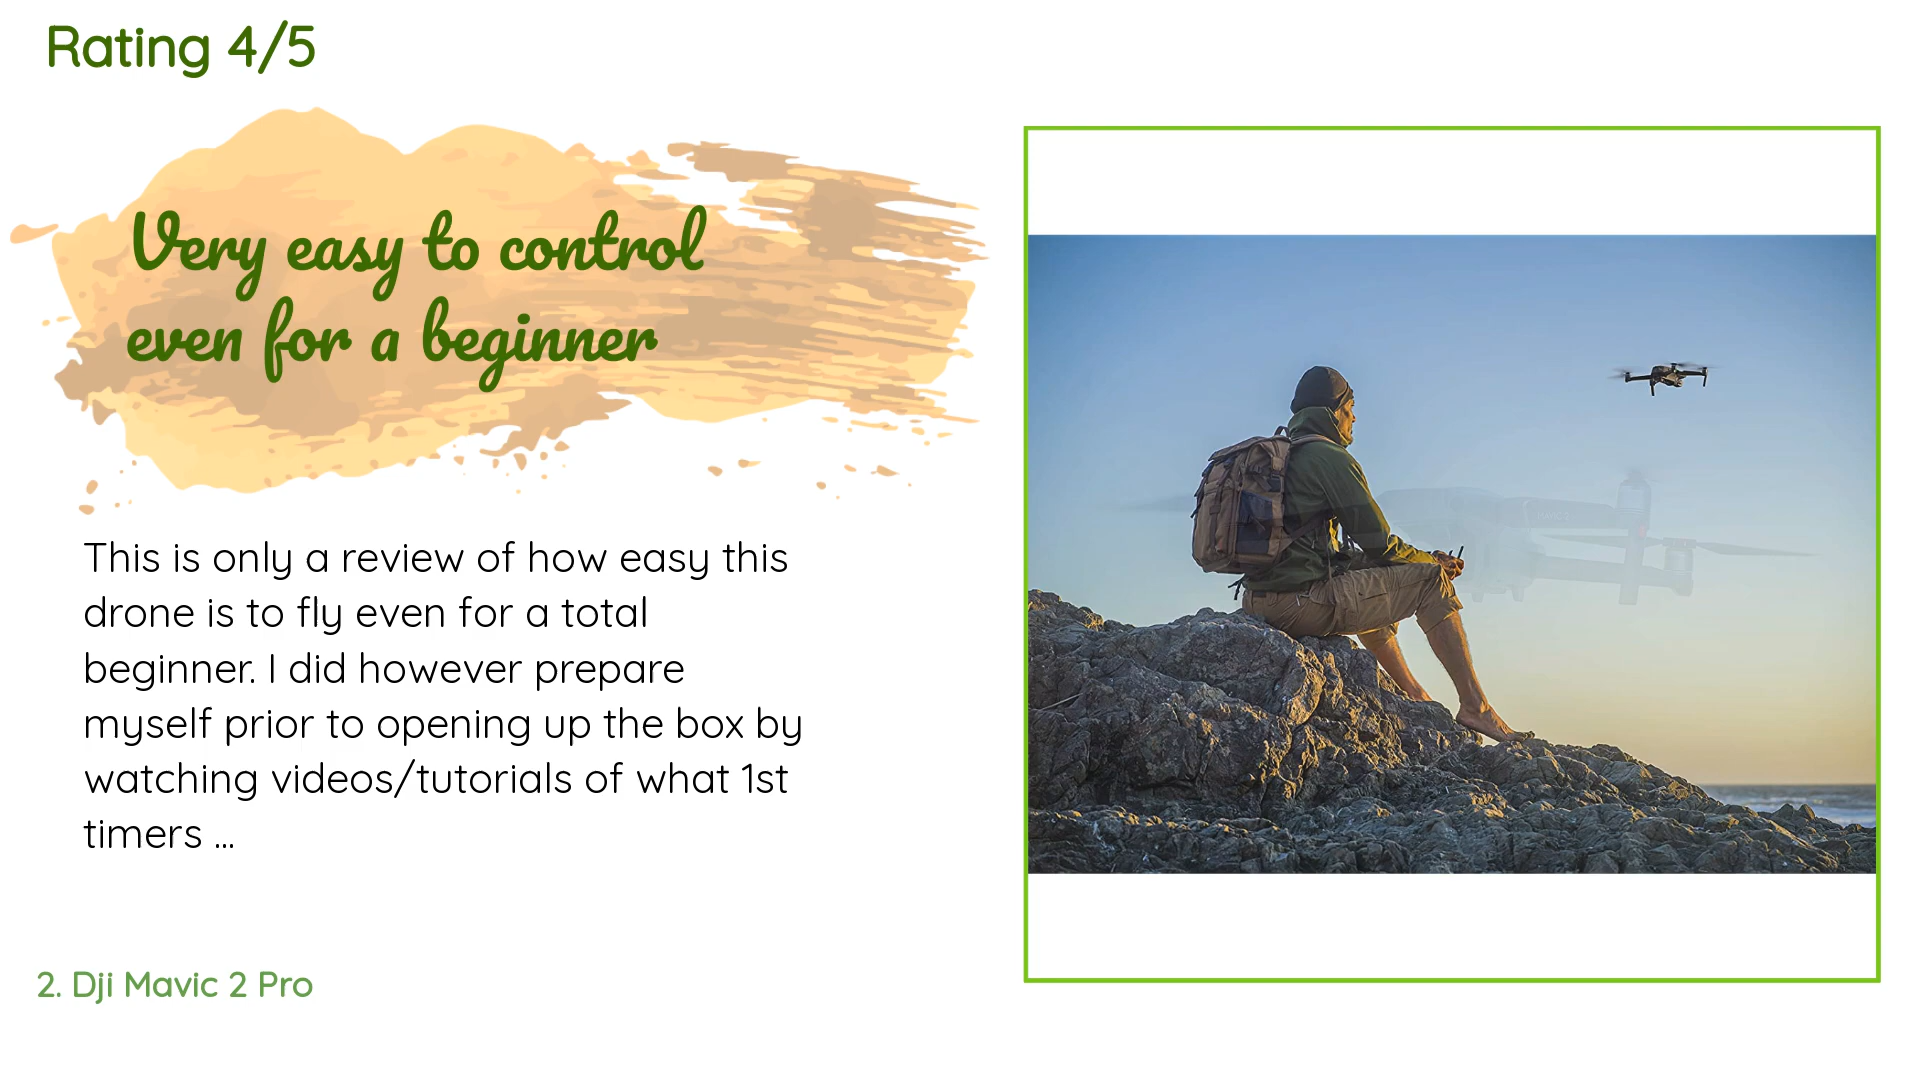 Rating 4/5
Very easy to control
even for a beginner
This is only a review of how easy this
drone is to fly even for a total
beginner. I did however prepare
myself prior to opening up the box by
watching videos/tutorials of what 1st
timers ...
2. Dji Mavic 2 Pro